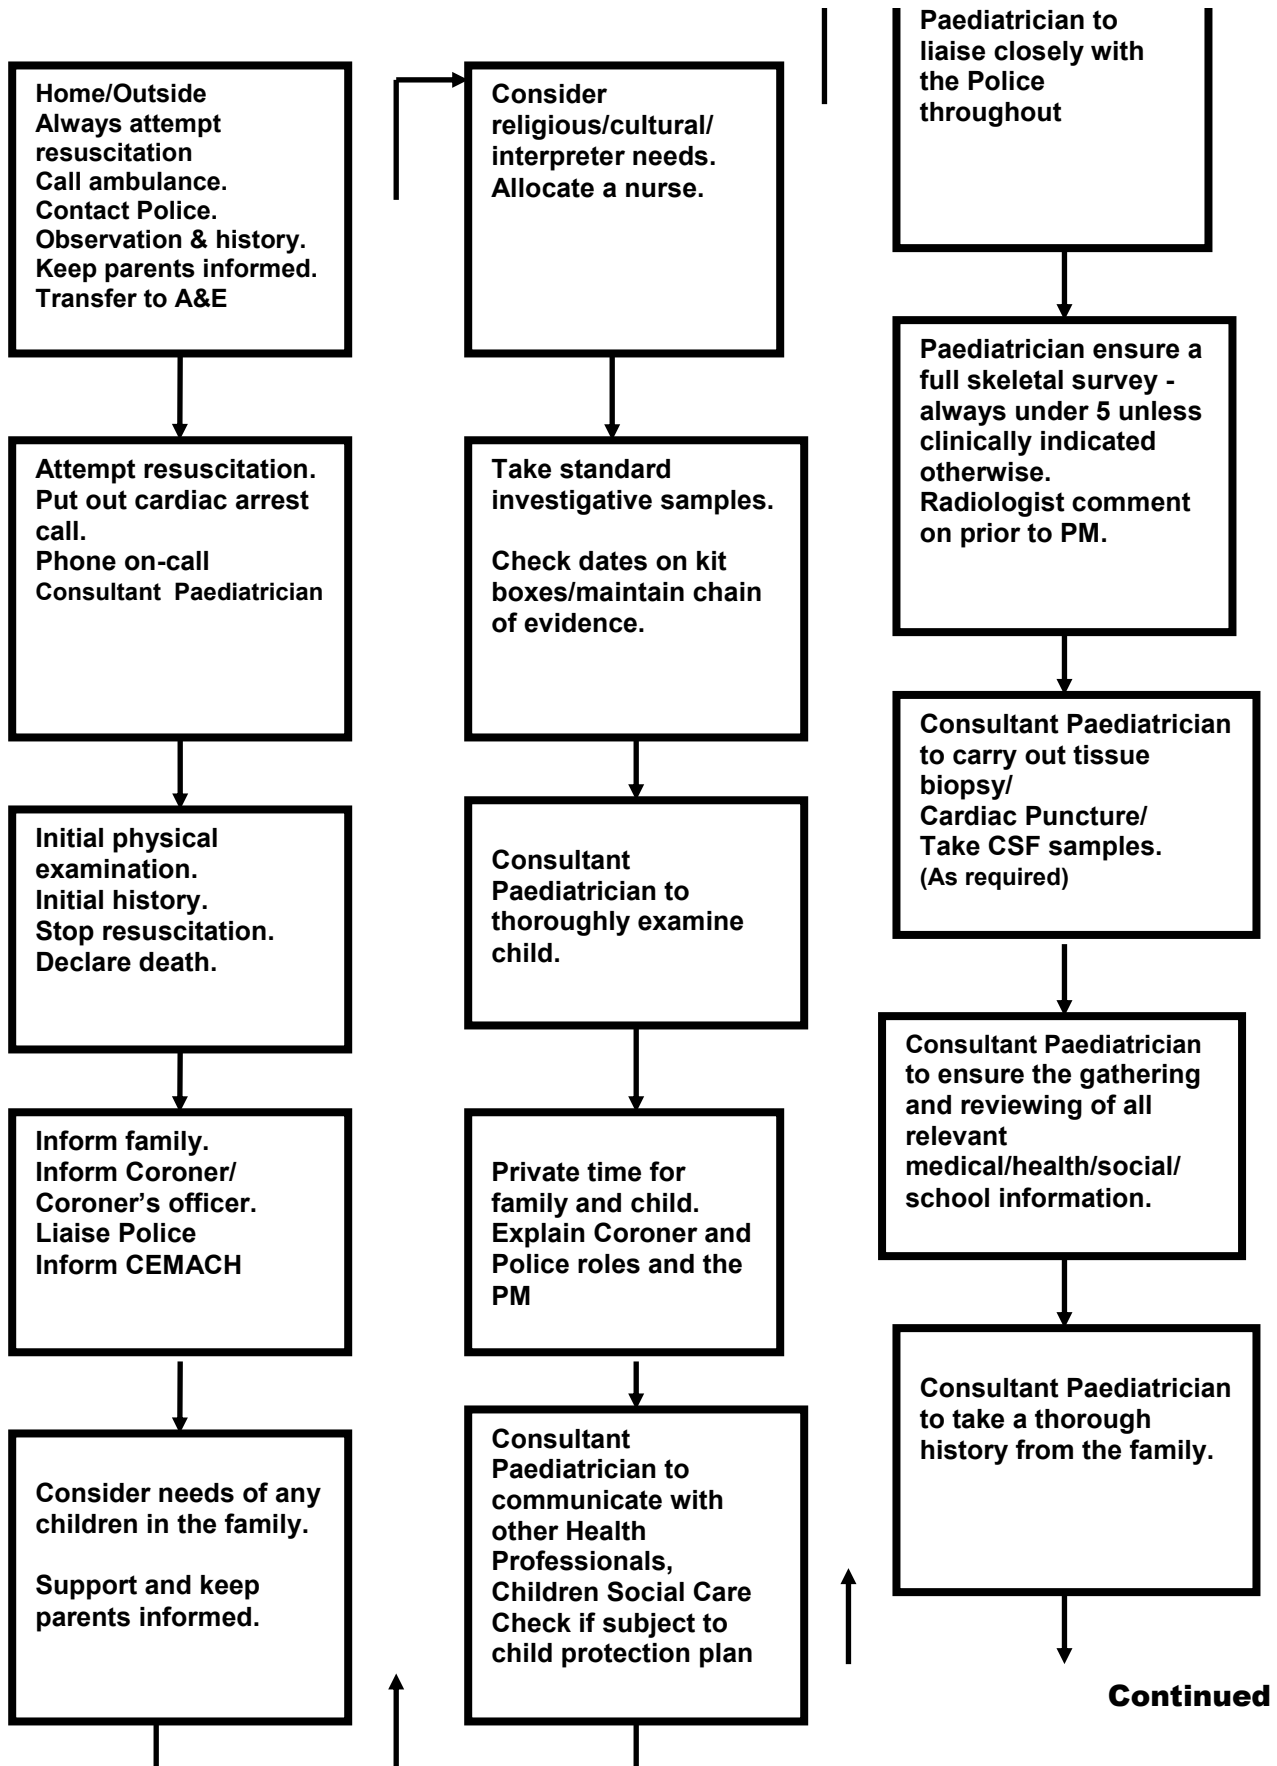 Home/Outside
Always attempt
resuscitation
Call ambulance.
Contact Police.
Observation & history.
Keep parents informed.
Transfer to A&E
Attempt resuscitation.
Put out cardiac arrest
call.
Phone on-call
Consultant Paediatrician
Initial physical
examination.
Initial history.
Stop resuscitation.
Declare death.
Inform family.
Inform Coroner/
Coroner’s officer.
Liaise Police
Inform CEMACH
Consider needs of any
children in the family.
Support and keep
parents informed.
Consider
religious/cultural/
interpreter needs.
Allocate a nurse.
Take standard
investigative samples.
Check dates on kit
boxes/maintain chain
of evidence.
Consultant
Paediatrician to
thoroughly examine
child.
Private time for
family and child.
Explain Coroner and
Police roles and the
PM
Consultant
Paediatrician to
communicate with
other Health
Professionals,
Children Social Care
Check if subject to
child protection plan
Paediatrician to
liaise closely with
the Police
throughout
Paediatrician ensure a
full skeletal survey -
always under 5 unless
clinically indicated
otherwise.
Radiologist comment
on prior to PM.
Consultant Paediatrician
to carry out tissue
biopsy/
Cardiac Puncture/
Take CSF samples.
(As required)
Consultant Paediatrician
to ensure the gathering
and reviewing of all
relevant
medical/health/social/
school information.
Consultant Paediatrician
to take a thorough
history from the family.
Continued